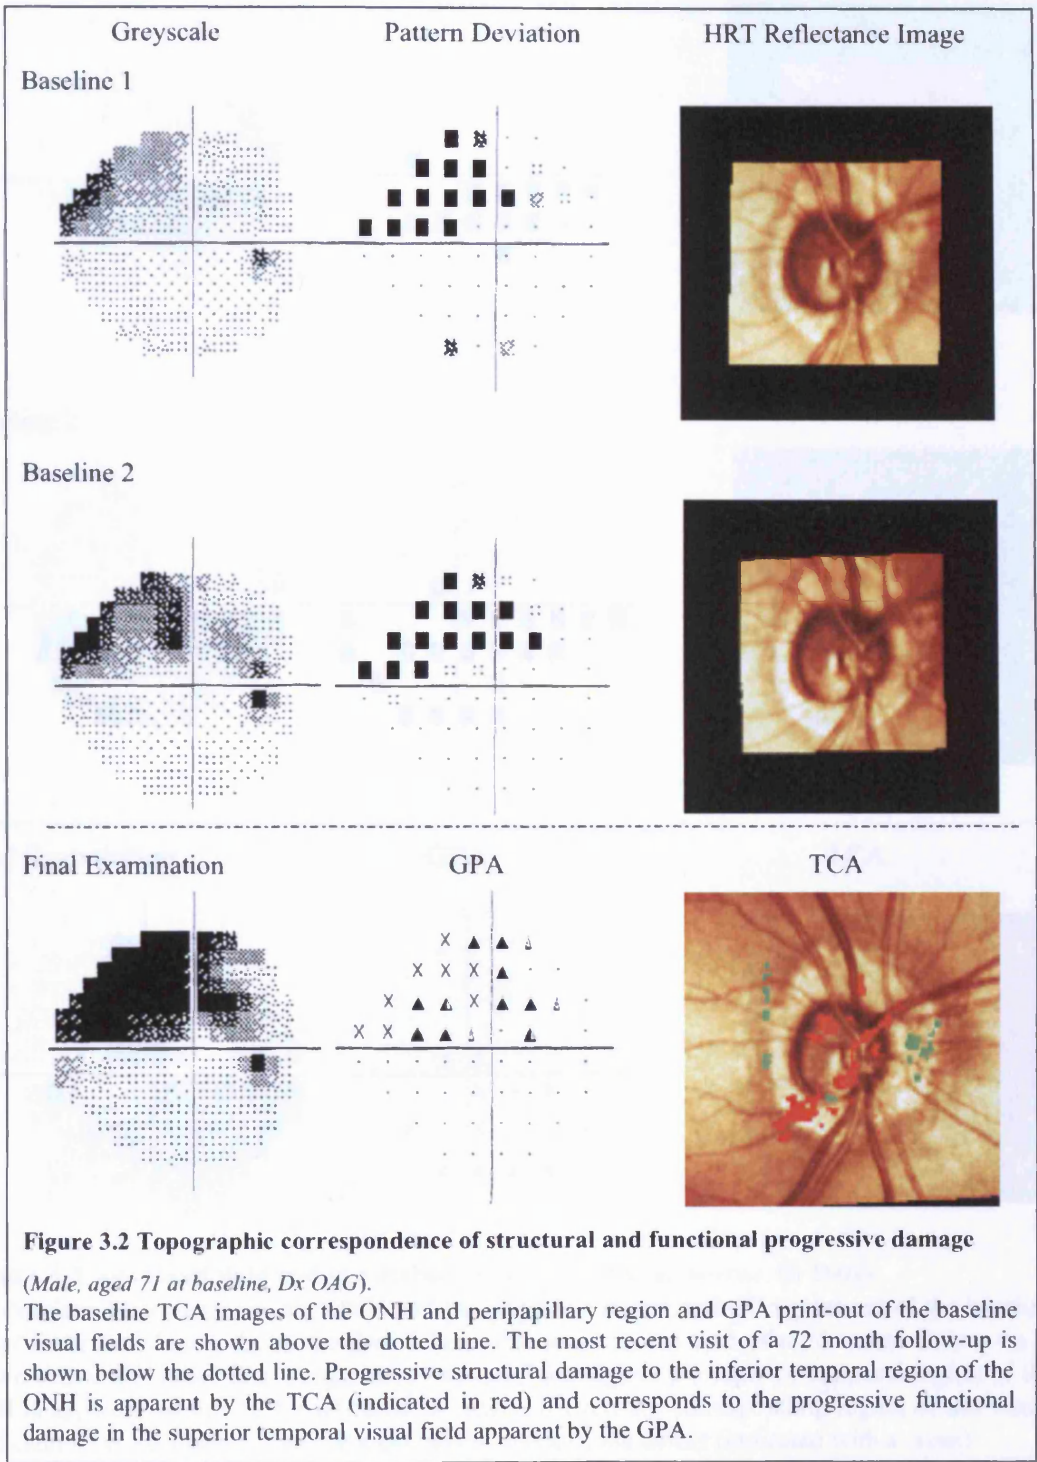 Greyscale Pattern Deviation HRT Reflectance Image
Baseline 1
Baseline 2
Final Examination GPA TCA
Figure 3.2 Topographic correspondence of structural and functional progressive damage
(Male, aged 71 at baseline, Dx OAG).
The baseline TCA images of the ONH and peripapillary region and GPA print-out of the baseline
visual fields are shown above the dotted line. The most recent visit of a 72 month follow-up is
shown below the dotted line. Progressive structural damage to the inferior temporal region of the
ONH is apparent by the TCA (indicated in red) and corresponds to the progressive functional
damage in the superior temporal visual field apparent by the GPA.